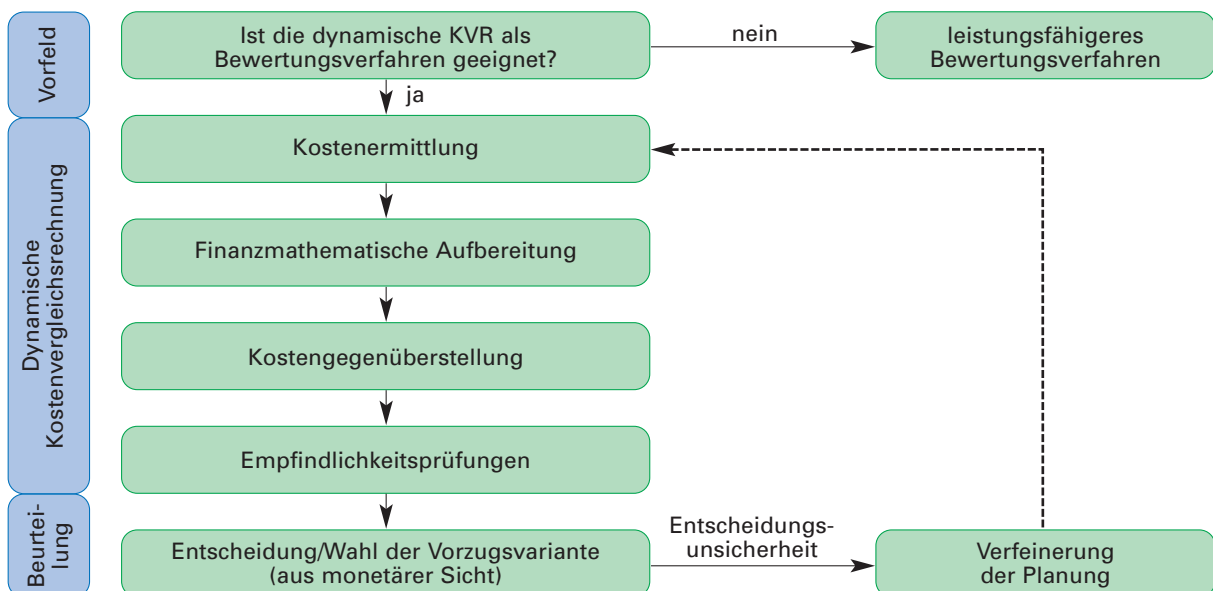 Vorfeld
Ist die dynamische KVR als
Bewertungsverfahren geeignet?
nein
leistungsfähigeres
Bewertungsverfahren
ja
Dynamische
Kostenvergleichsrechnung
Kostenermittlung
Finanzmathematische Aufbereitung
Kostengegenüberstellung
Empfindlichkeitsprüfungen
Beurtei-
lung
Entscheidung/Wahl der Vorzugsvariante
(aus monetärer Sicht)
Entscheidungs-
unsicherheit
Verfeinerung
der Planung